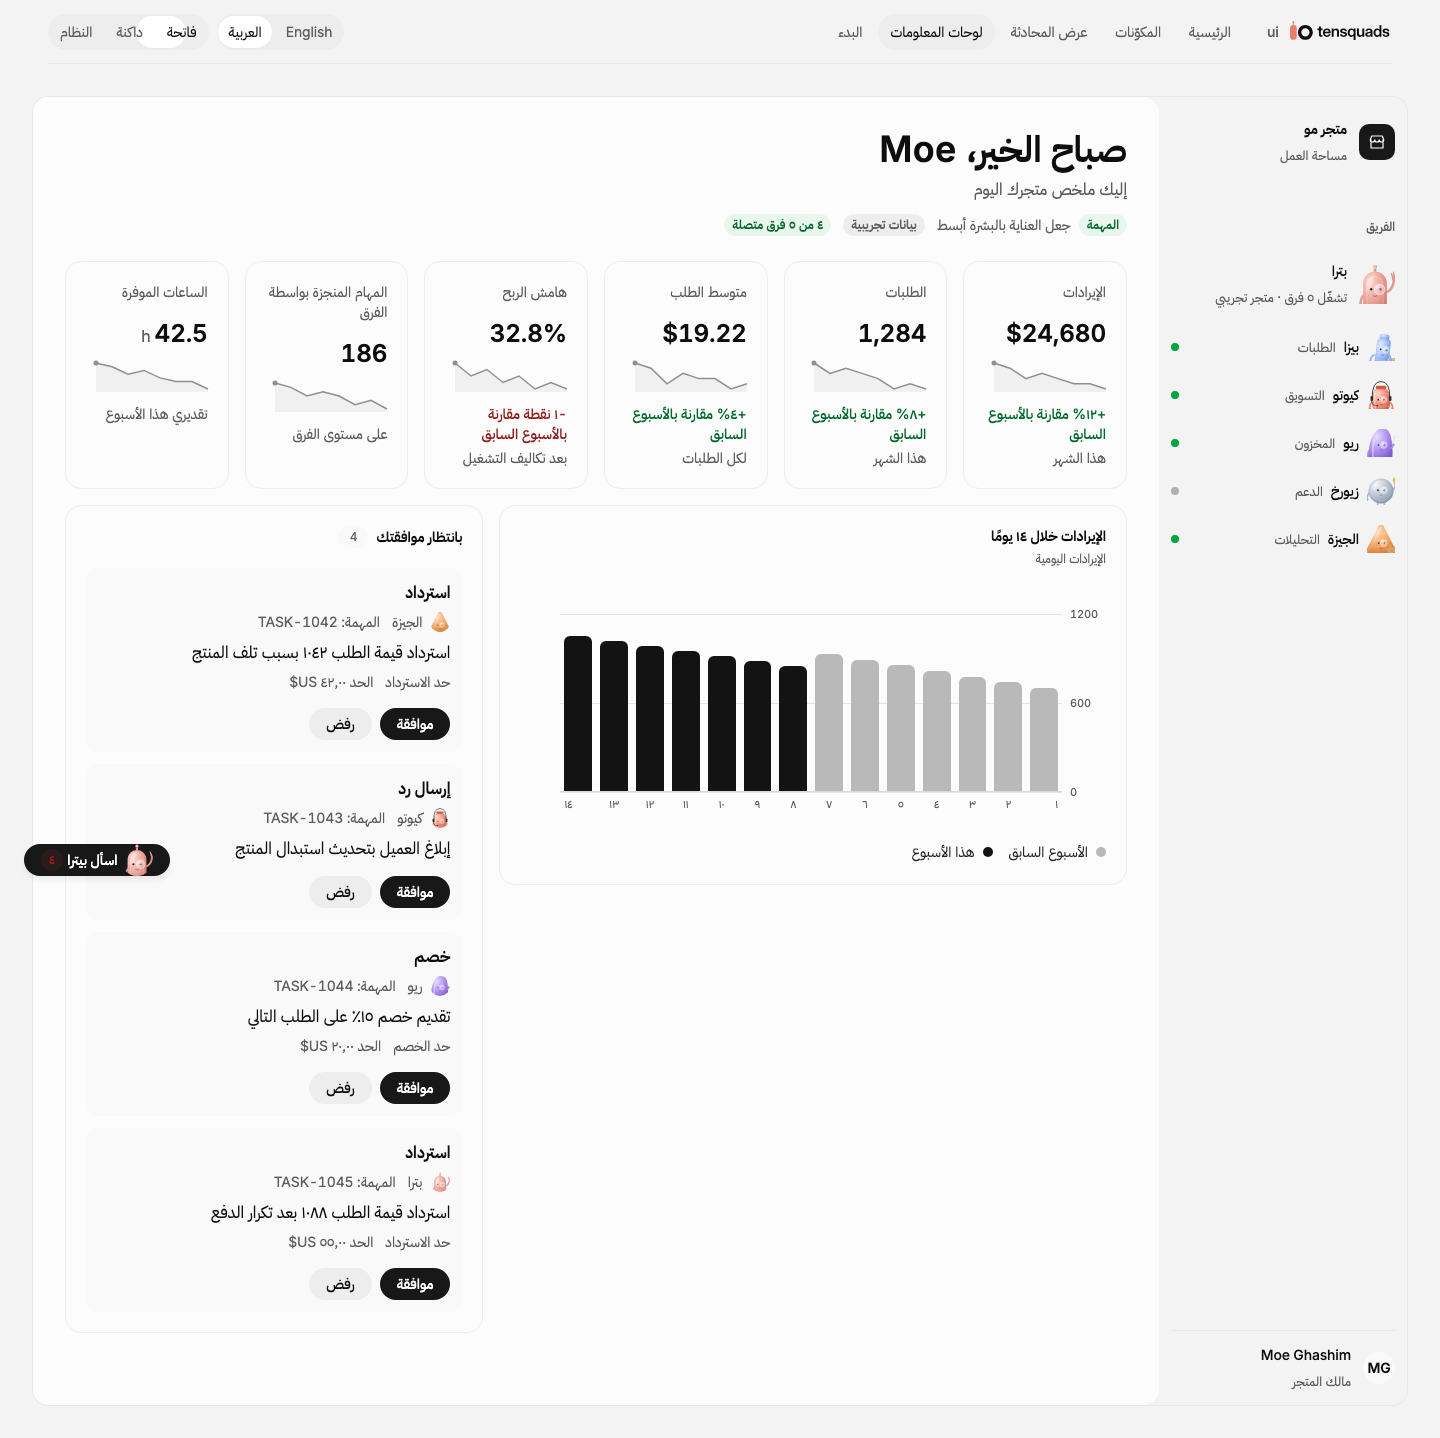 tensquads ui
الرئيسية
المكوّنات
عرض المحادثة
لوحات المعلومات
البدء
English
العربية
فاتحة
داكنة
النظام
متجر مو
مساحة العمل
الفريق
بترا
تشغّل ٥ فرق · متجر تجريبي
بيزا الطلبات
كيوتو التسويق
ريو المخزون
زيورخ الدعم
الجيزة التحليلات
Moe Ghashim
MG
مالك المتجر
صباح الخير، Moe
إليك ملخص متجرك اليوم
المهمة جعل العناية بالبشرة أبسط بيانات تجريبية ٤ من ٥ فرق متصلة
الإيرادات
$24,680
+١٢% مقارنة بالأسبوع
السابق
هذا الشهر
الطلبات
1,284
+٨% مقارنة بالأسبوع
السابق
هذا الشهر
متوسط الطلب
$19.22
+٤% مقارنة بالأسبوع
السابق
لكل الطلبات
هامش الربح
32.8%
-١ نقطة مقارنة
بالأسبوع السابق
بعد تكاليف التشغيل
المهام المنجزة بواسطة
الفرق
186
على مستوى الفرق
الساعات الموفرة
42.5 h
تقديري هذا الأسبوع
الإيرادات خلال ١٤ يومًا
الإيرادات اليومية
1200
600
0
١ ٢ ٣ ٤ ٥ ٦ ٧ ٨ ٩ ١٠ ١١ ١٢ ١٣ ١٤
الأسبوع السابق هذا الأسبوع
بانتظار موافقتك 4
استرداد
الجيزة المهمة: TASK-1042
استرداد قيمة الطلب ١٠٤٢ بسبب تلف المنتج
حد الاسترداد الحد ٤٢,٠٠ US$
موافقة رفض
إرسال رد
كيوتو المهمة: TASK-1043
إبلاغ العميل بتحديث استبدال المنتج
موافقة رفض
خصم
ريو المهمة: TASK-1044
تقديم خصم ١٥٪ على الطلب التالي
حد الخصم الحد ٢٠,٠٠ US$
موافقة رفض
استرداد
بترا المهمة: TASK-1045
استرداد قيمة الطلب ١٠٨٨ بعد تكرار الدفع
حد الاسترداد الحد ٥٥,٠٠ US$
موافقة رفض
اسأل بيترا ٤